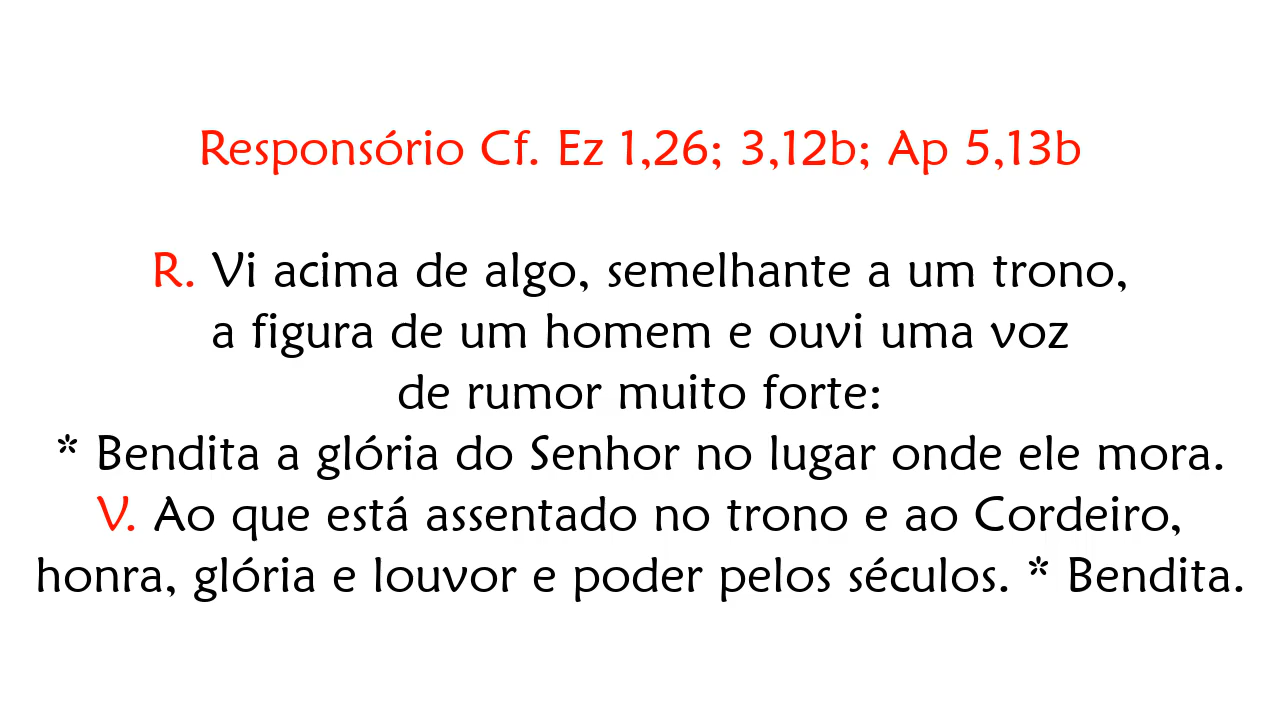 Responsório Cf. Ez 1,26; 3,12b; Ap 5,13b
R. Vi acima de algo, semelhante a um trono,
a figura de um homem e ouvi uma voz
de rumor muito forte:
* Bendita a glória do Senhor no lugar onde ele mora.
V. Ao que está assentado no trono e ao Cordeiro,
honra, glória e louvor e poder pelos séculos. * Bendita.